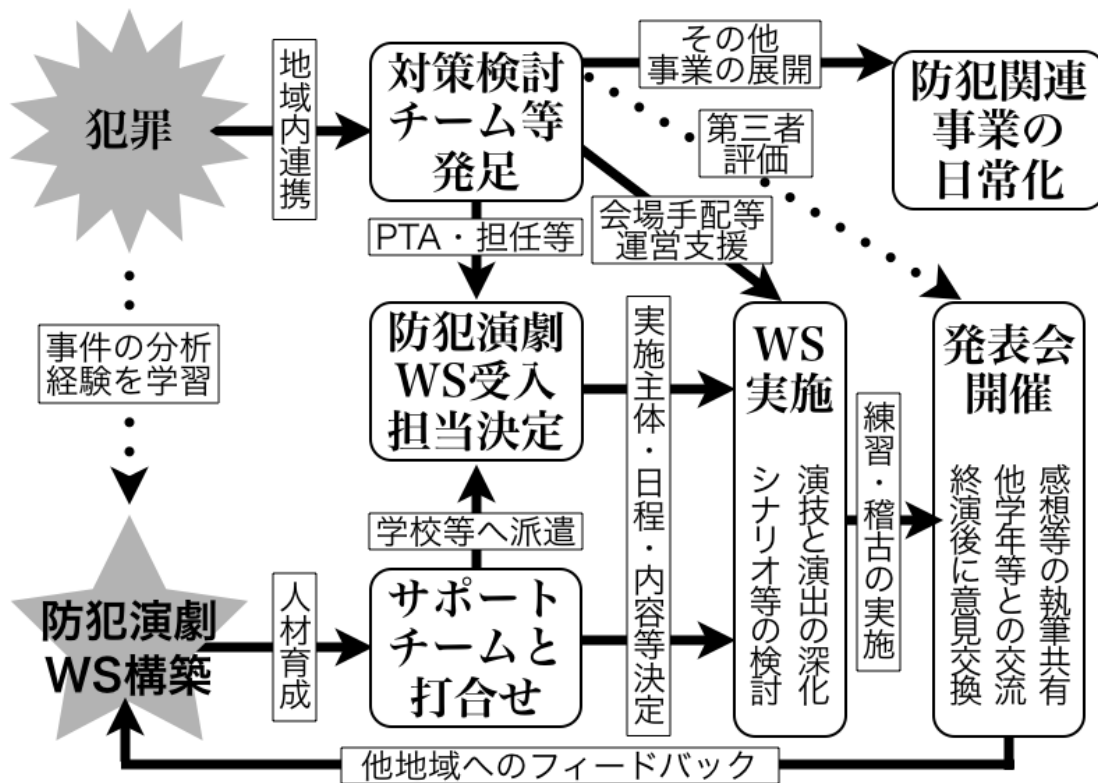 犯罪
地域内連携
対策検討
チーム等
発足
その他
事業の展開
防犯関連
事業の
日常化
第三者
評価
PTA・担任等
会場手配等
運営支援
事件の分析
経験を学習
防犯演劇
WS受入
担当決定
実施主体・日程・内容等決定
WS
実施
演技と演出の深化
シナリオ等の検討
練習・稽古の実施
発表会
開催
感想等の執筆共有
他学年等との交流
終演後に意見交換
学校等へ派遣
防犯演劇
WS構築
人材育成
サポート
チームと
打合せ
他地域へのフィードバック